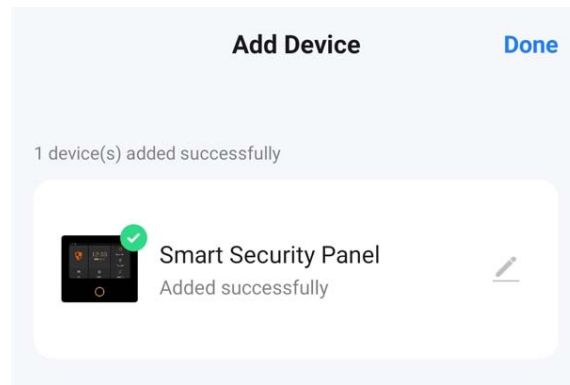 Add Device
Done
1 device(s) added successfully
Smart Security Panel
Added successfully